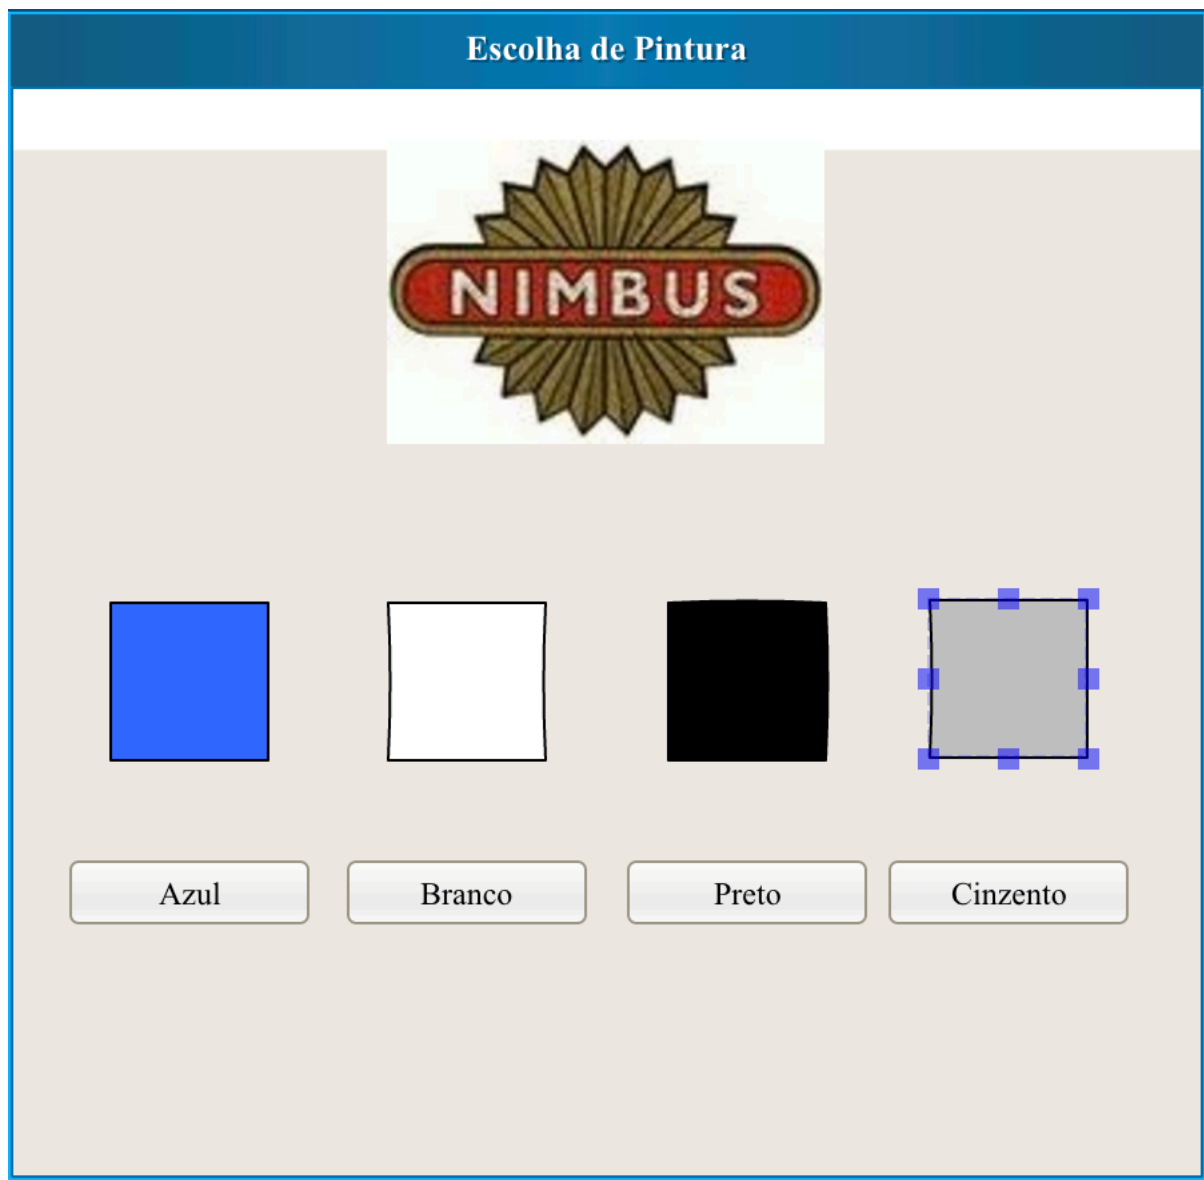 Escolha de Pintura
NIMBUS
Azul
Branco
Preto
Cinzento